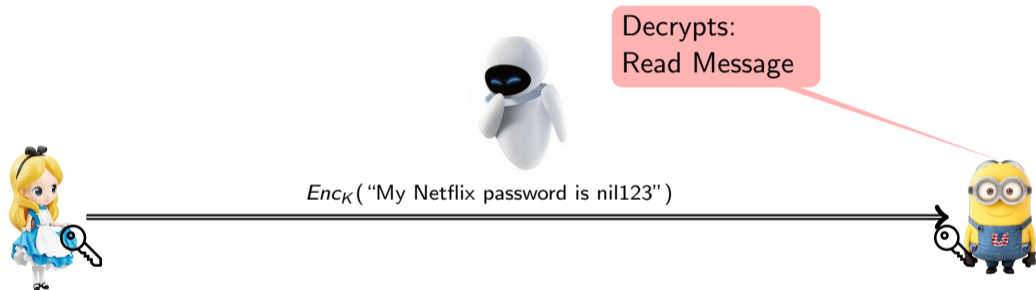 Decrypts:
Read Message
Enc_K(“My Netflix password is nil123”)